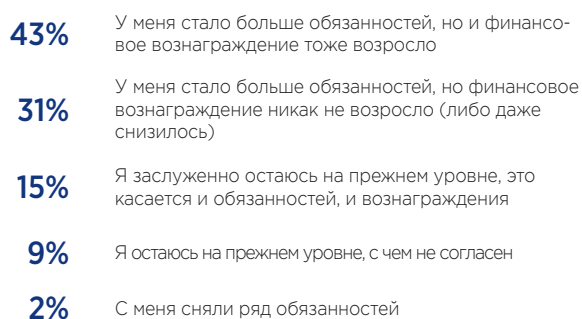 43%
У меня стало больше обязанностей, но и финансо-
вое вознаграждение тоже возросло
31%
У меня стало больше обязанностей, но финансовое
вознаграждение никак не возросло (либо даже
снизилось)
15%
Я заслуженно остаюсь на прежнем уровне, это
касается и обязанностей, и вознаграждения
9%
Я остаюсь на прежнем уровне, с чем не согласен
2%
С меня сняли ряд обязанностей